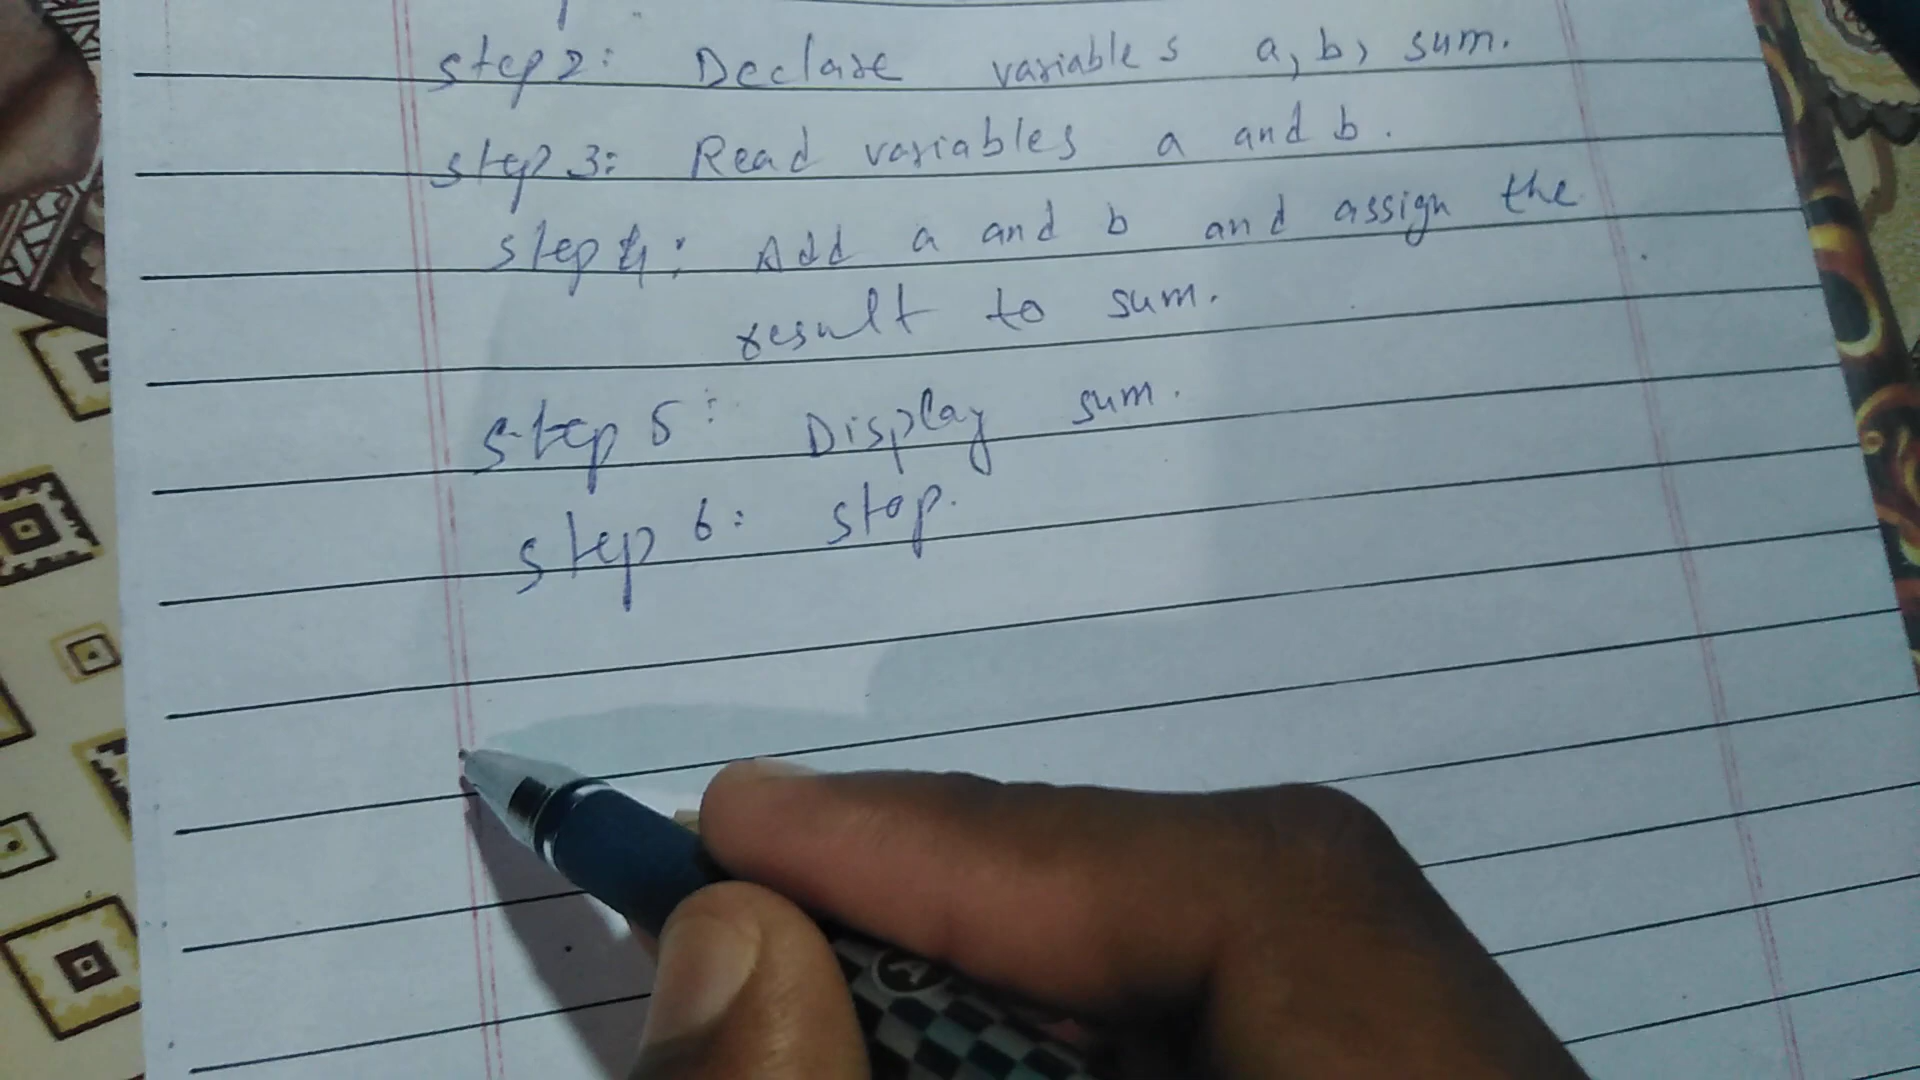 step 2: Declare variables a, b, sum.
step 3: Read variables a and b.
step 4: Add a and b and assign the
result to sum.
step 5: Display sum.
step 6: stop.
A